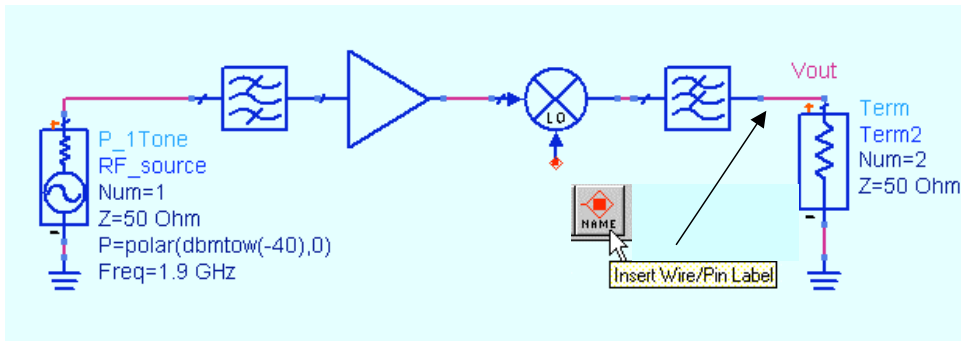 Vout
P_1Tone
RF_source
Num=1
Z=50 Ohm
P=polar(dbmtow(-40),0)
Freq=1.9 GHz
LO
NAME
Insert Wire/Pin Label
Term
Term2
Num=2
Z=50 Ohm